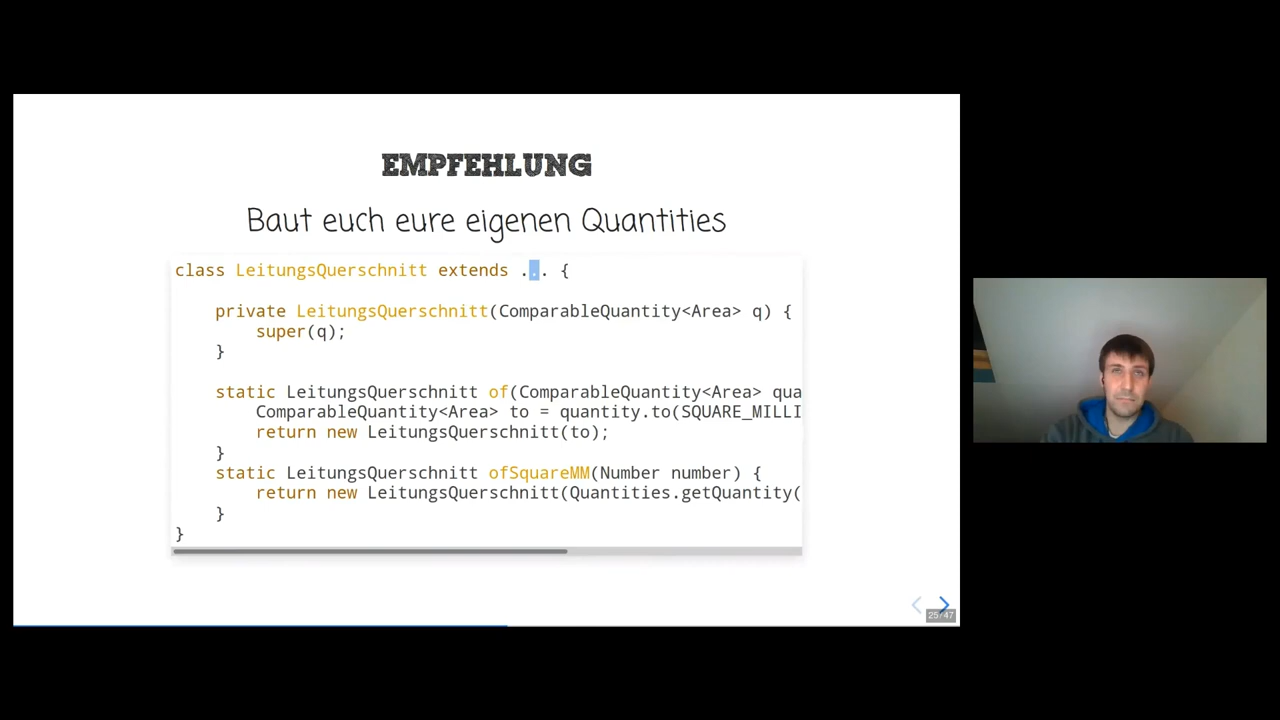 EMPFEHLUNG
Baut euch eure eigenen Quantities
class LeitungsQuerschnitt extends ... {
private LeitungsQuerschnitt(ComparableQuantity<Area> q) {
super(q);
}
static LeitungsQuerschnitt of(ComparableQuantity<Area> qua
ComparableQuantity<Area> to = quantity.to(SQUARE_MILLI
return new LeitungsQuerschnitt(to);
}
static LeitungsQuerschnitt ofSquareMM(Number number) {
return new LeitungsQuerschnitt(Quantities.getQuantity(
}
}
25/47